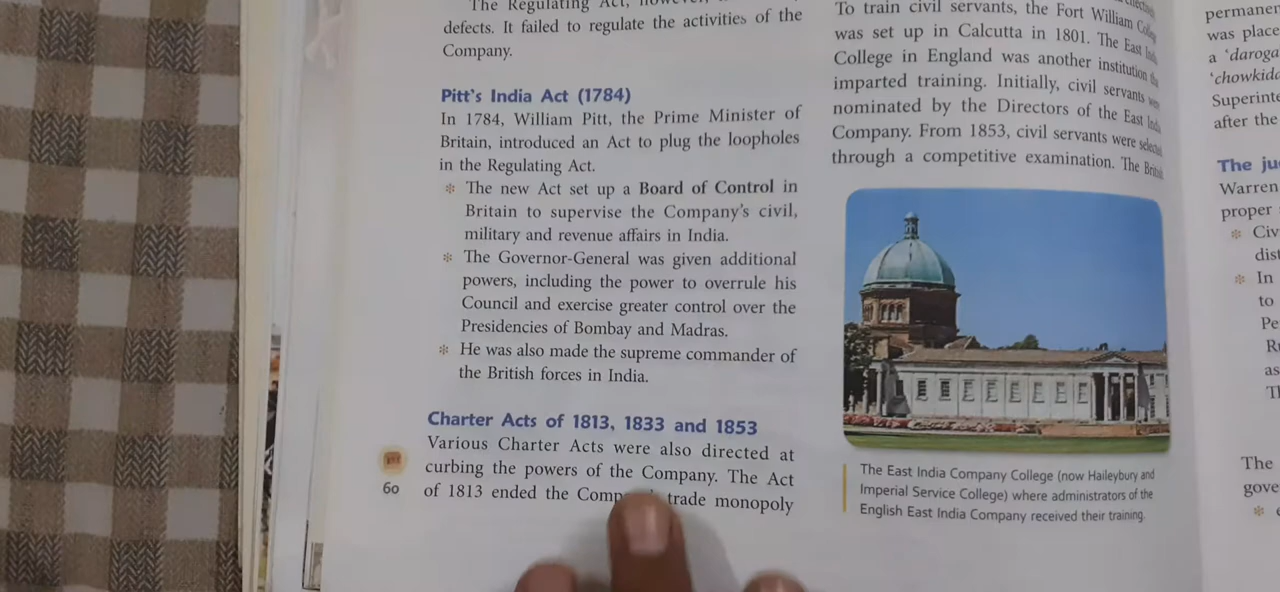 The Regulating Act,
defects. It failed to regulate the activities of the
Company.
Pitt's India Act (1784)
In 1784, William Pitt, the Prime Minister of
Britain, introduced an Act to plug the loopholes
in the Regulating Act.
* The new Act set up a Board of Control in
Britain to supervise the Company's civil,
military and revenue affairs in India.
* The Governor-General was given additional
powers, including the power to overrule his
Council and exercise greater control over the
Presidencies of Bombay and Madras.
* He was also made the supreme commander of
the British forces in India.
Charter Acts of 1813, 1833 and 1853
Various Charter Acts were also directed at
curbing the powers of the Company. The Act
of 1813 ended the trade monopoly
60
To train civil servants, the Fort William
was set up in Calcutta in 1801. The East
College in England was another institution
imparted training. Initially, civil servants
nominated by the Directors of the East
Company. From 1853, civil servants were
through a competitive examination. The
The East India Company College (now Haileybury and
Imperial Service College) where administrators of the
English East India Company received their training.
was
a
Superinte
after the
The
Warren
proper
* Civ
dist
* In
to
Pe
as
The
gove